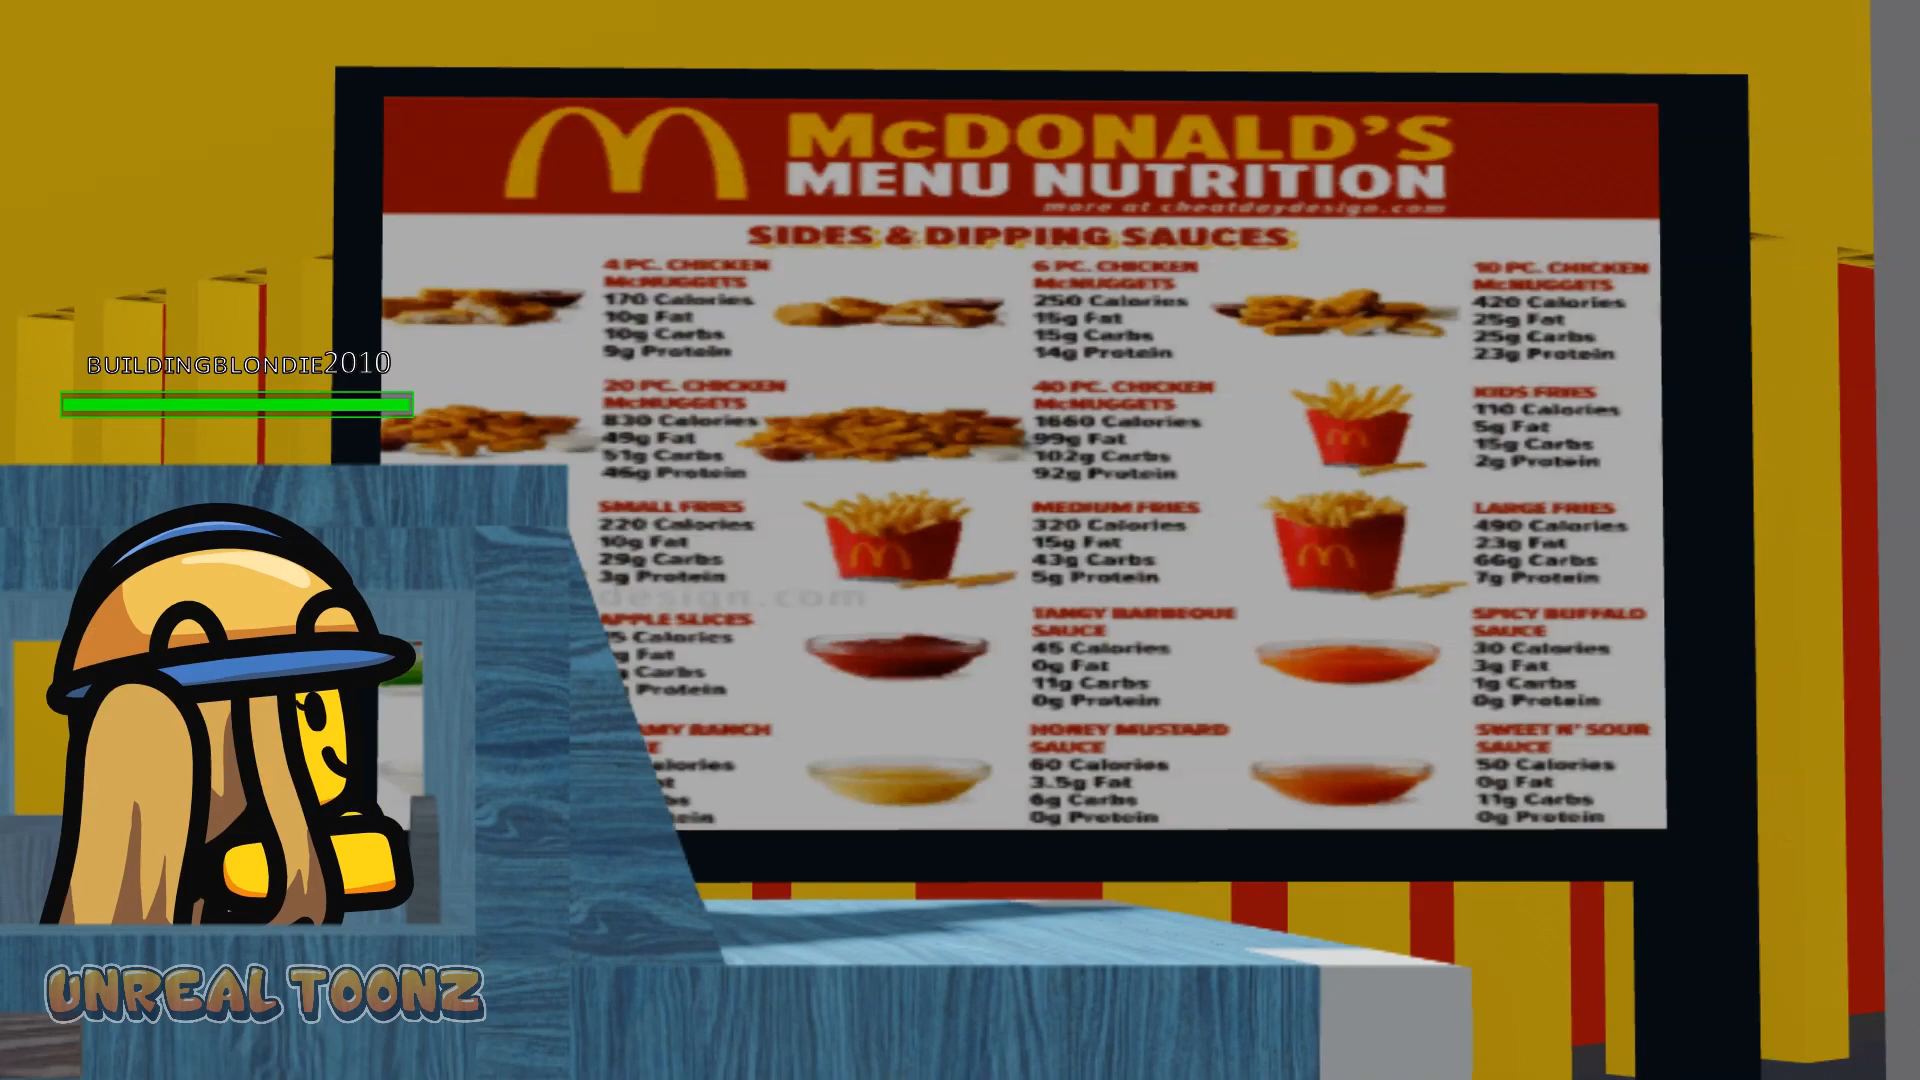 McDONALD'S
MENU NUTRITION
more at cheatdaydesign.com
SIDES & DIPPING SAUCES
4 PC. CHICKEN
McNUGGETS
170 Calories
10g Fat
10g Carbs
9g Protein
6 PC. CHICKEN
McNUGGETS
250 Calories
15g Fat
15g Carbs
14g Protein
10 PC. CHICKEN
McNUGGETS
420 Calories
25g Fat
25g Carbs
23g Protein
BUILDINGBLONDIE2010
20 PC. CHICKEN
McNUGGETS
830 Calories
49g Fat
51g Carbs
46g Protein
40 PC. CHICKEN
McNUGGETS
1660 Calories
99g Fat
102g Carbs
92g Protein
KIDS FRIES
110 Calories
5g Fat
15g Carbs
2g Protein
SMALL FRIES
220 Calories
10g Fat
29g Carbs
3g Protein
MEDIUM FRIES
320 Calories
15g Fat
43g Carbs
5g Protein
LARGE FRIES
490 Calories
23g Fat
66g Carbs
7g Protein
design.com
APPLE SLICES
Calories
Fat
Carbs
Protein
TANGY BARBEQUE
SAUCE
45 Calories
0g Fat
11g Carbs
0g Protein
SPICY BUFFALO
SAUCE
30 Calories
3g Fat
1g Carbs
0g Protein
RANCH
HONEY MUSTARD
SAUCE
60 Calories
3.5g Fat
6g Carbs
0g Protein
SWEET N' SOUR
SAUCE
50 Calories
0g Fat
11g Carbs
0g Protein
UNREAL TOONZ